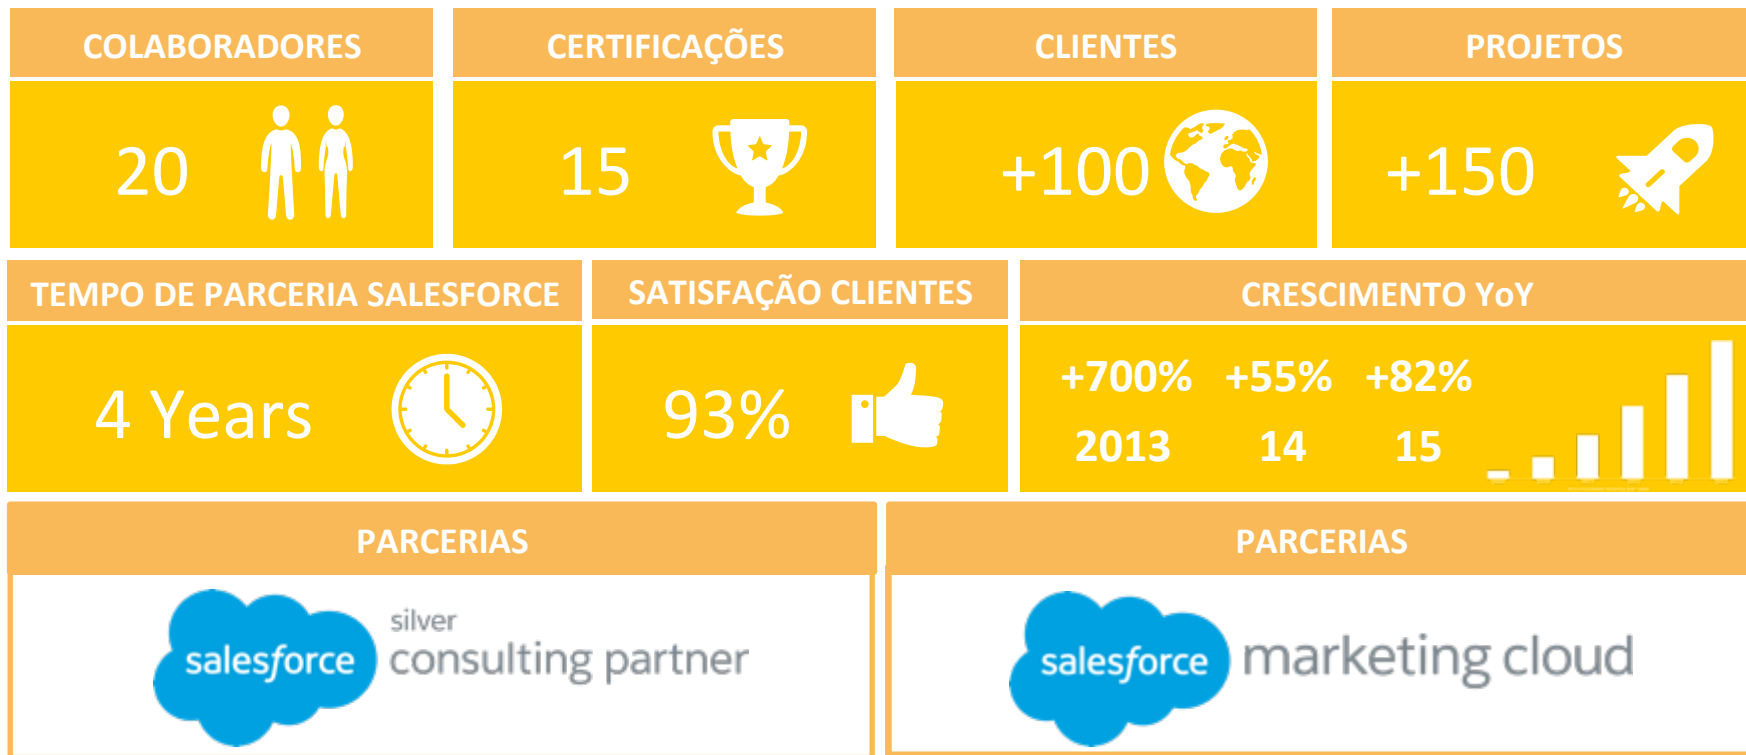 COLABORADORES
CERTIFICAÇÕES
CLIENTES
PROJETOS
20
15
+100
+150
TEMPO DE PARCERIA SALESFORCE
SATISFAÇÃO CLIENTES
CRESCIMENTO YoY
4 Years
93%
+700% +55% +82%
2013 14 15
PARCERIAS
PARCERIAS
salesforce
silver
consulting partner
salesforce
marketing cloud